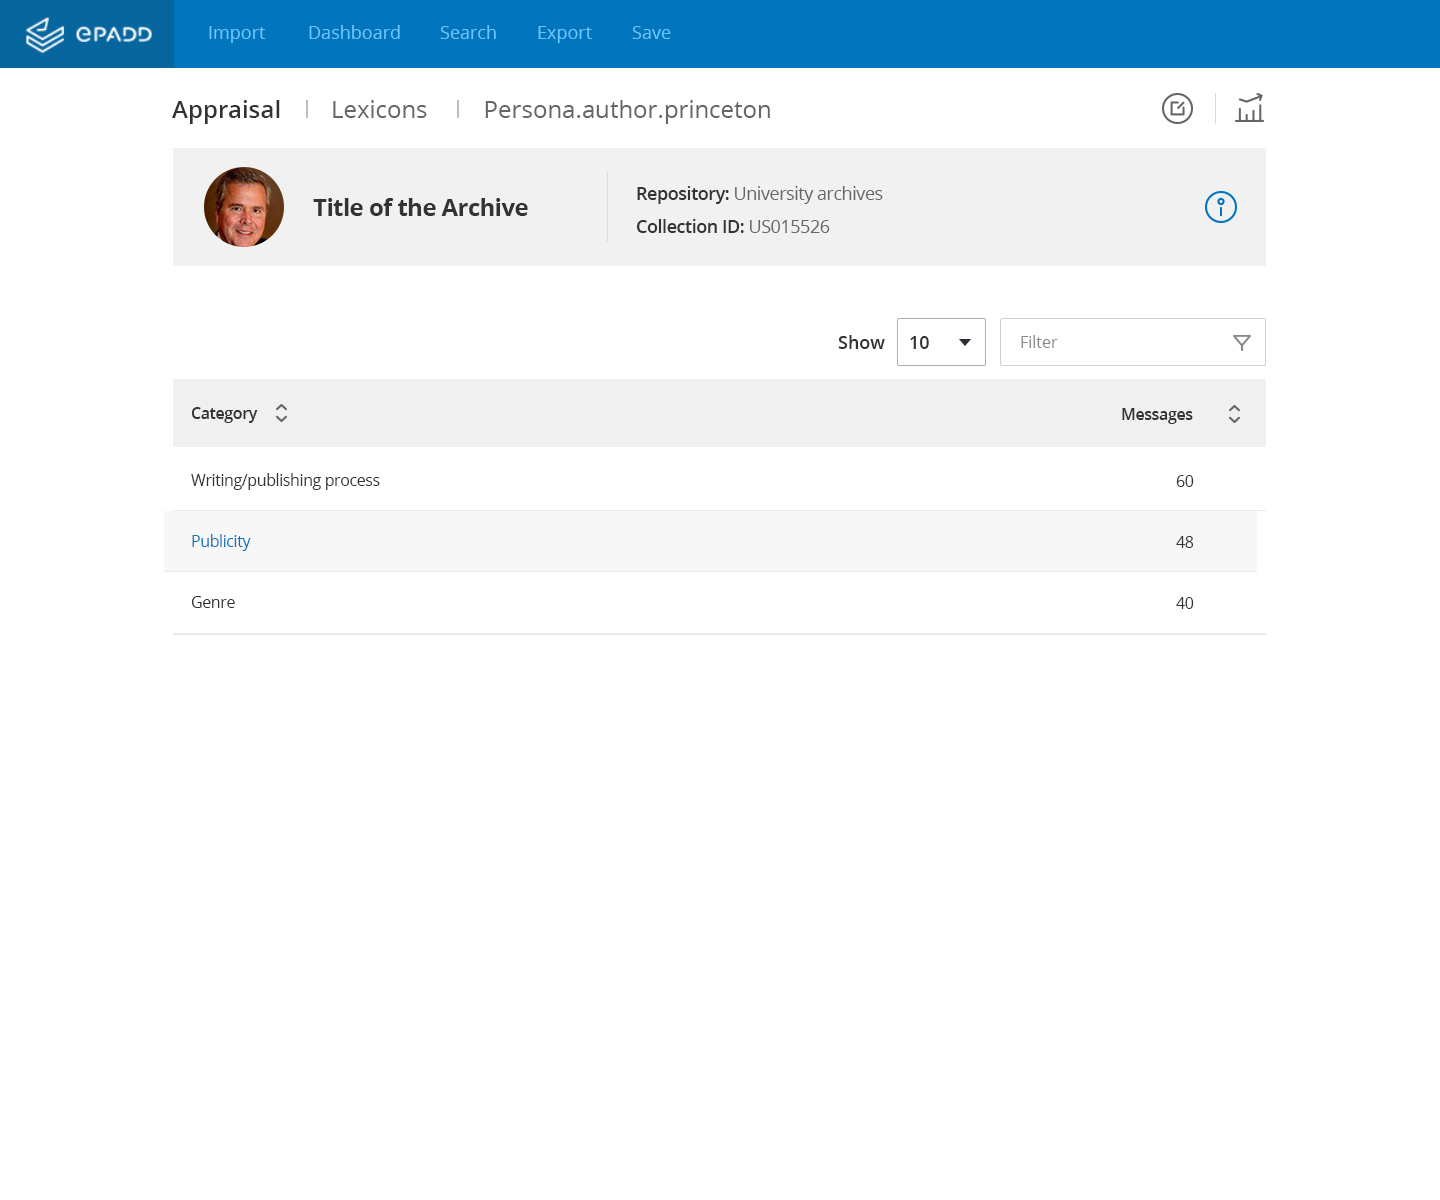 ePADD Import Dashboard Search Export Save
Appraisal | Lexicons | Persona.author.princeton
Title of the Archive
Repository: University archives
Collection ID: US015526
Show 10 Filter
Category Messages
Writing/publishing process 60
Publicity 48
Genre 40